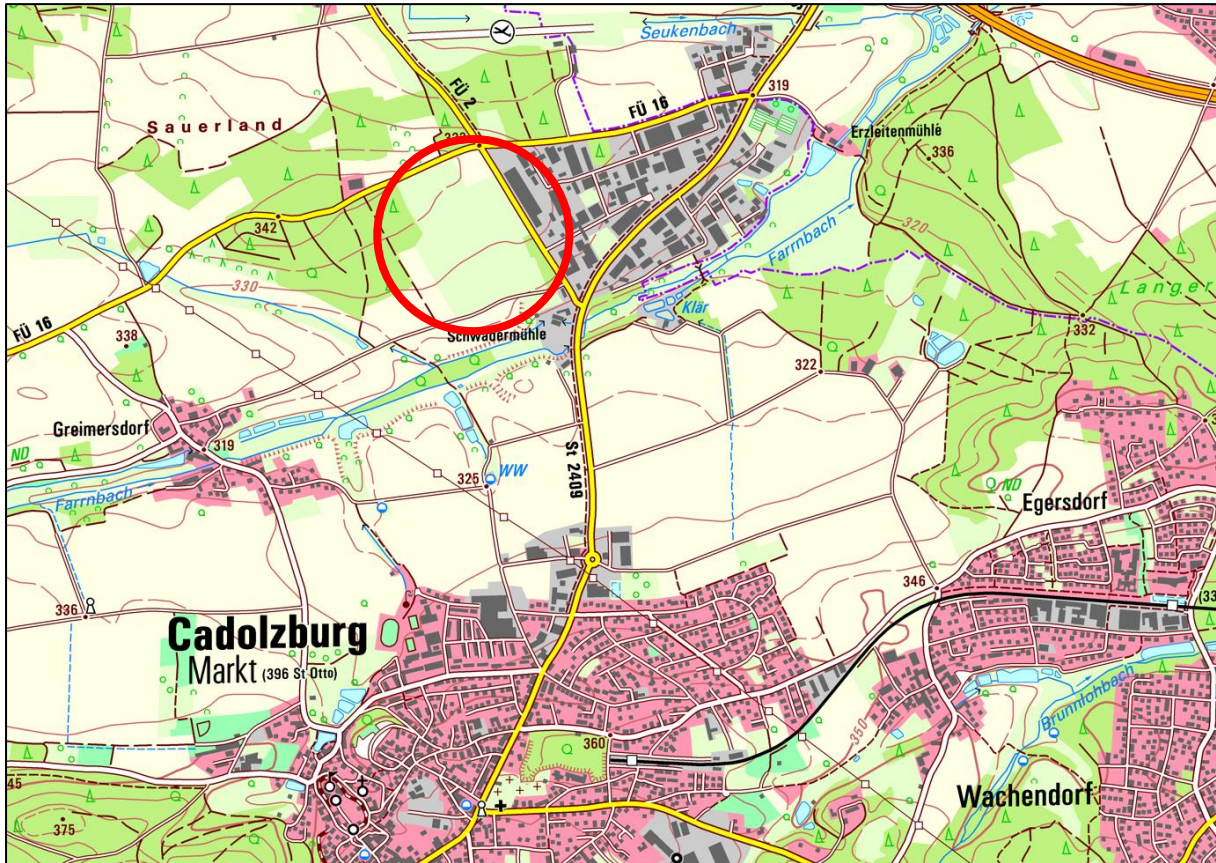 Seukenbach
FÜ 2
319
FÜ 16
Sauerland
Erzleitenmühle
336
342
320
Farrnbach
330
Langer
Klär
FÜ 16
338
Schwadermühle
332
322
Greimersdorf
319
ND
325
WW
St 2409
ND
Farrnbach
Egersdorf
346
336
Cadolzburg
Markt (396 St Otto)
Brunnlohbach
350
360
45
Wachendorf
375